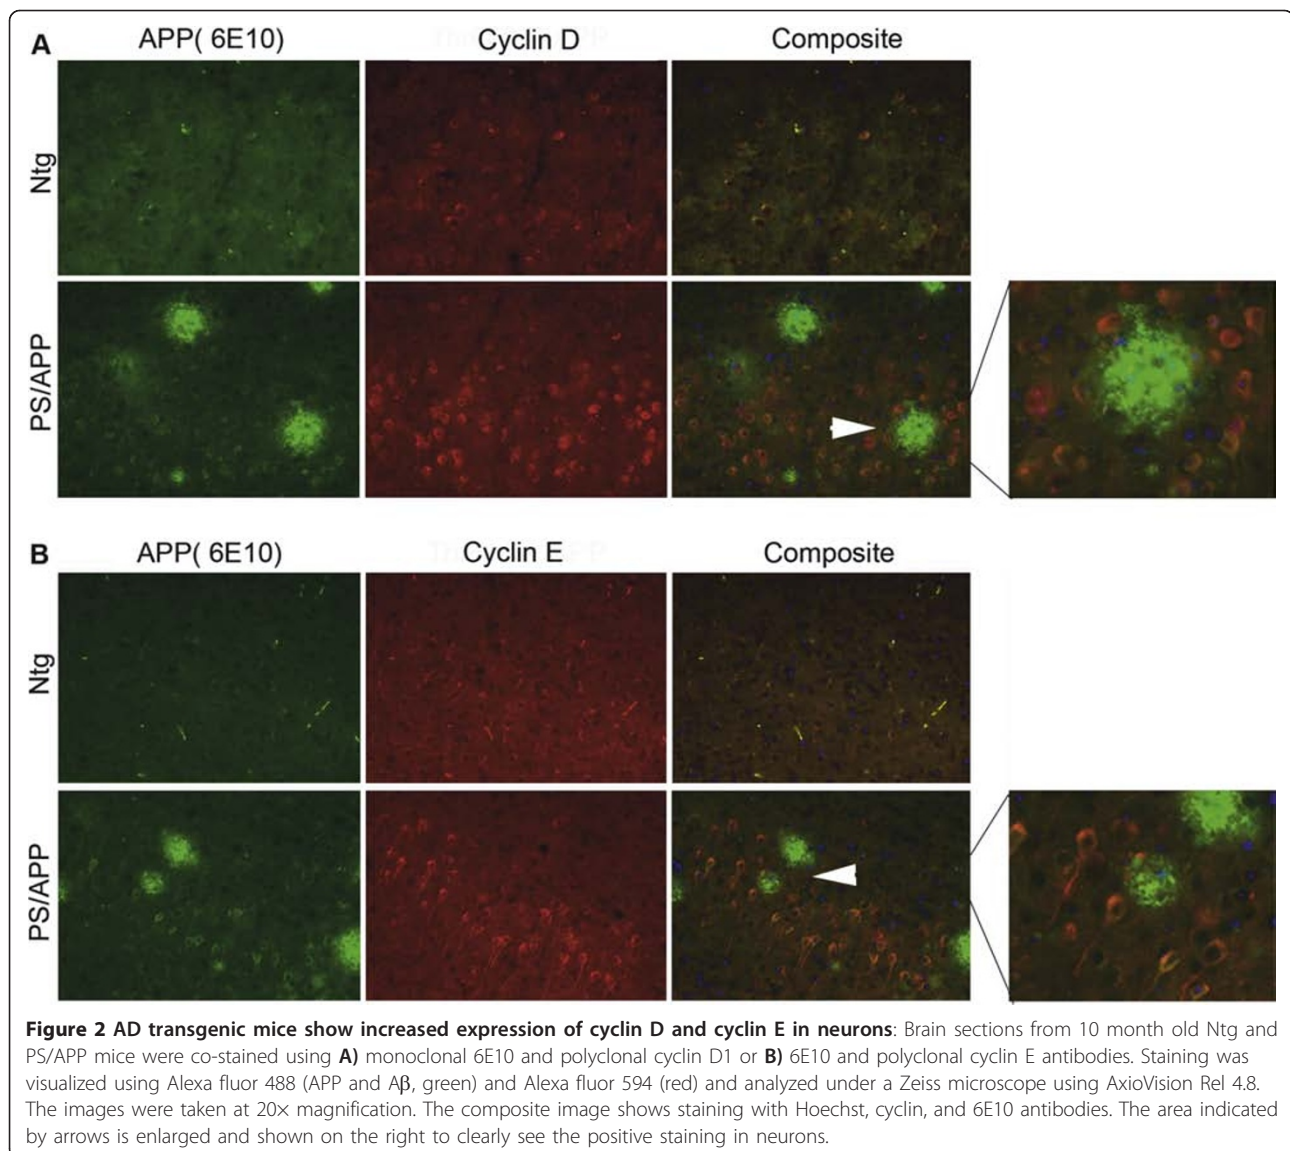 A APP( 6E10) Cyclin D Composite
Ntg
PS/APP
B APP( 6E10) Cyclin E Composite
Ntg
PS/APP
Figure 2 AD transgenic mice show increased expression of cyclin D and cyclin E in neurons: Brain sections from 10 month old Ntg and
PS/APP mice were co-stained using A) monoclonal 6E10 and polyclonal cyclin D1 or B) 6E10 and polyclonal cyclin E antibodies. Staining was
visualized using Alexa fluor 488 (APP and Aβ, green) and Alexa fluor 594 (red) and analyzed under a Zeiss microscope using AxioVision Rel 4.8.
The images were taken at 20× magnification. The composite image shows staining with Hoechst, cyclin, and 6E10 antibodies. The area indicated
by arrows is enlarged and shown on the right to clearly see the positive staining in neurons.